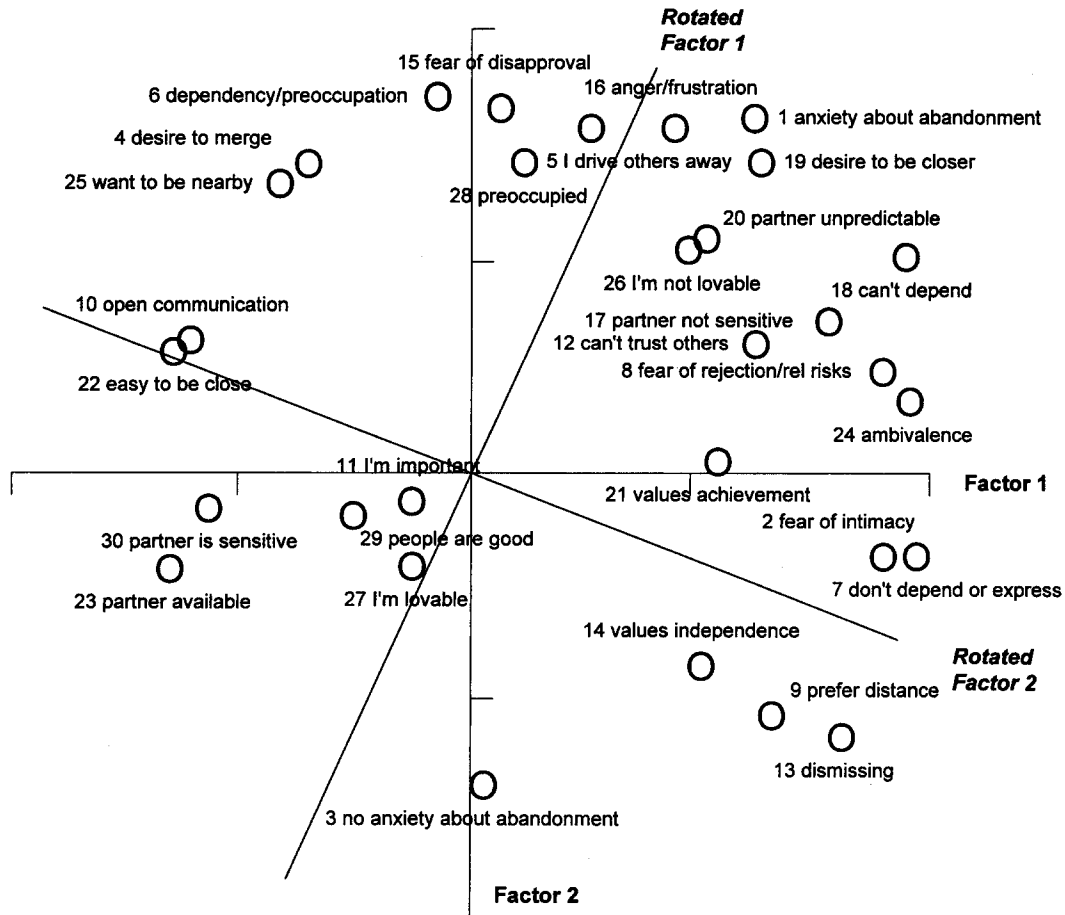 Rotated
Factor 1
15 fear of disapproval
16 anger/frustration
6 dependency/preoccupation
1 anxiety about abandonment
4 desire to merge
5 I drive others away
19 desire to be closer
25 want to be nearby
28 preoccupied
20 partner unpredictable
26 I'm not lovable
18 can't depend
10 open communication
17 partner not sensitive
12 can't trust others
8 fear of rejection/rel risks
22 easy to be close
24 ambivalence
11 I'm important
Factor 1
21 values achievement
2 fear of intimacy
30 partner is sensitive
29 people are good
7 don't depend or express
23 partner available
27 I'm lovable
14 values independence
Rotated
Factor 2
9 prefer distance
13 dismissing
3 no anxiety about abandonment
Factor 2